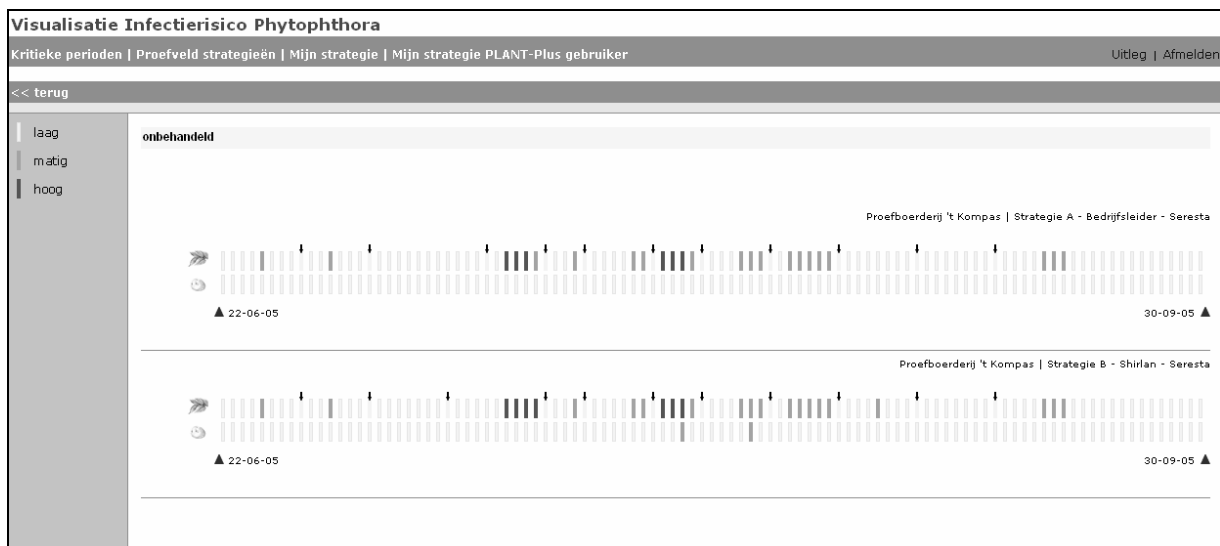 Visualisatie Infectierisico Phytophthora
Kritieke perioden | Proefveld strategieën | Mijn strategie | Mijn strategie PLANT-Plus gebruiker Uitleg | Afmelden
<< terug
laag
matig
hoog
onbehandeld
Proefboerderij 't Kompas | Strategie A - Bedrijfsleider - Seresta
22-06-05 30-09-05
Proefboerderij 't Kompas | Strategie B - Shirlan - Seresta
22-06-05 30-09-05